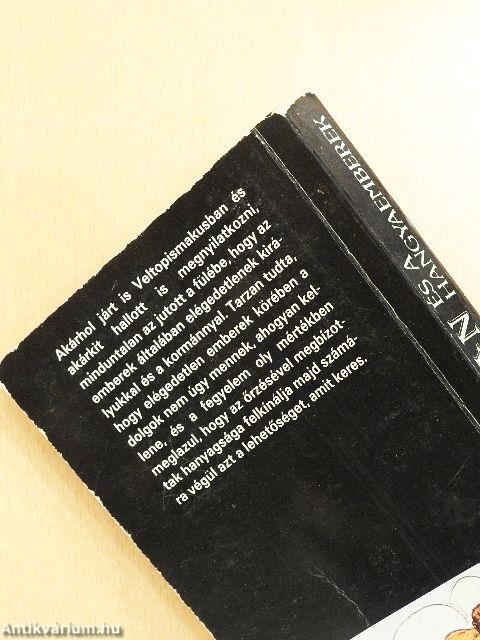 Akárhol járt is Veltopismakusban és
akárkit hallott is megnyilatkozni,
minduntalan az jutott a fülébe, hogy az
emberek általában elégedetlenek kirá-
lyukkal és a kormánnyal. Tarzan tudta,
hogy elégedetlen emberek körében a
dolgok nem úgy mennek, ahogyan kel-
lene, és a fegyelem oly mértékben
meglazul, hogy az őrzésével megbízot-
tak hanyagsága felkínálja majd számá-
ra végül azt a lehetőséget, amit keres.
ÉS A
HANGYAEMBEREK
Antikvárium.hu